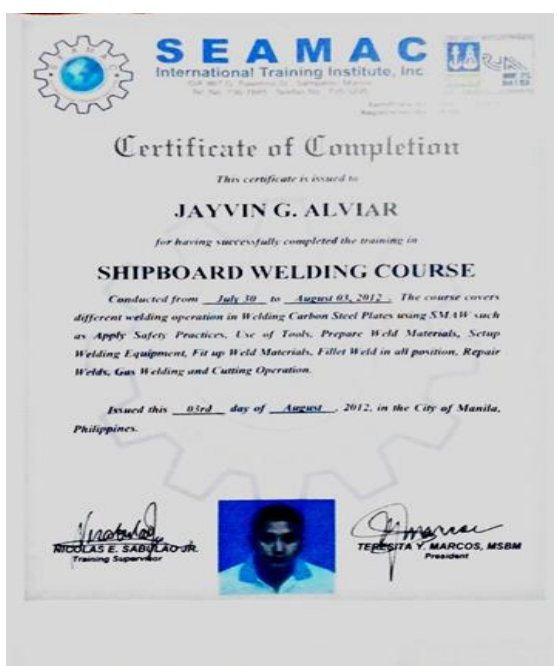 SEAMAC
International Training Institute, Inc.
Certificate of Completion
This certificate is issued to
JAYVIN G. ALVIAR
for having successfully completed the training in
SHIPBOARD WELDING COURSE
Conducted from July 30 to August 03, 2012 . The course covers
different welding operation in Welding Carbon Steel Plates using SMAW such
as Apply Safety Practices, Use of Tools, Prepare Weld Materials, Setup
Welding Equipment, Fit up Weld Materials, Fillet Weld in all position, Repair
Welds, Gas Welding and Cutting Operation.
Issued this 03rd day of August , 2012, in the City of Manila,
Philippines.
NICOLAS E. SABULAO JR.
Training Supervisor
TERESITA Y. MARCOS, MSBM
President